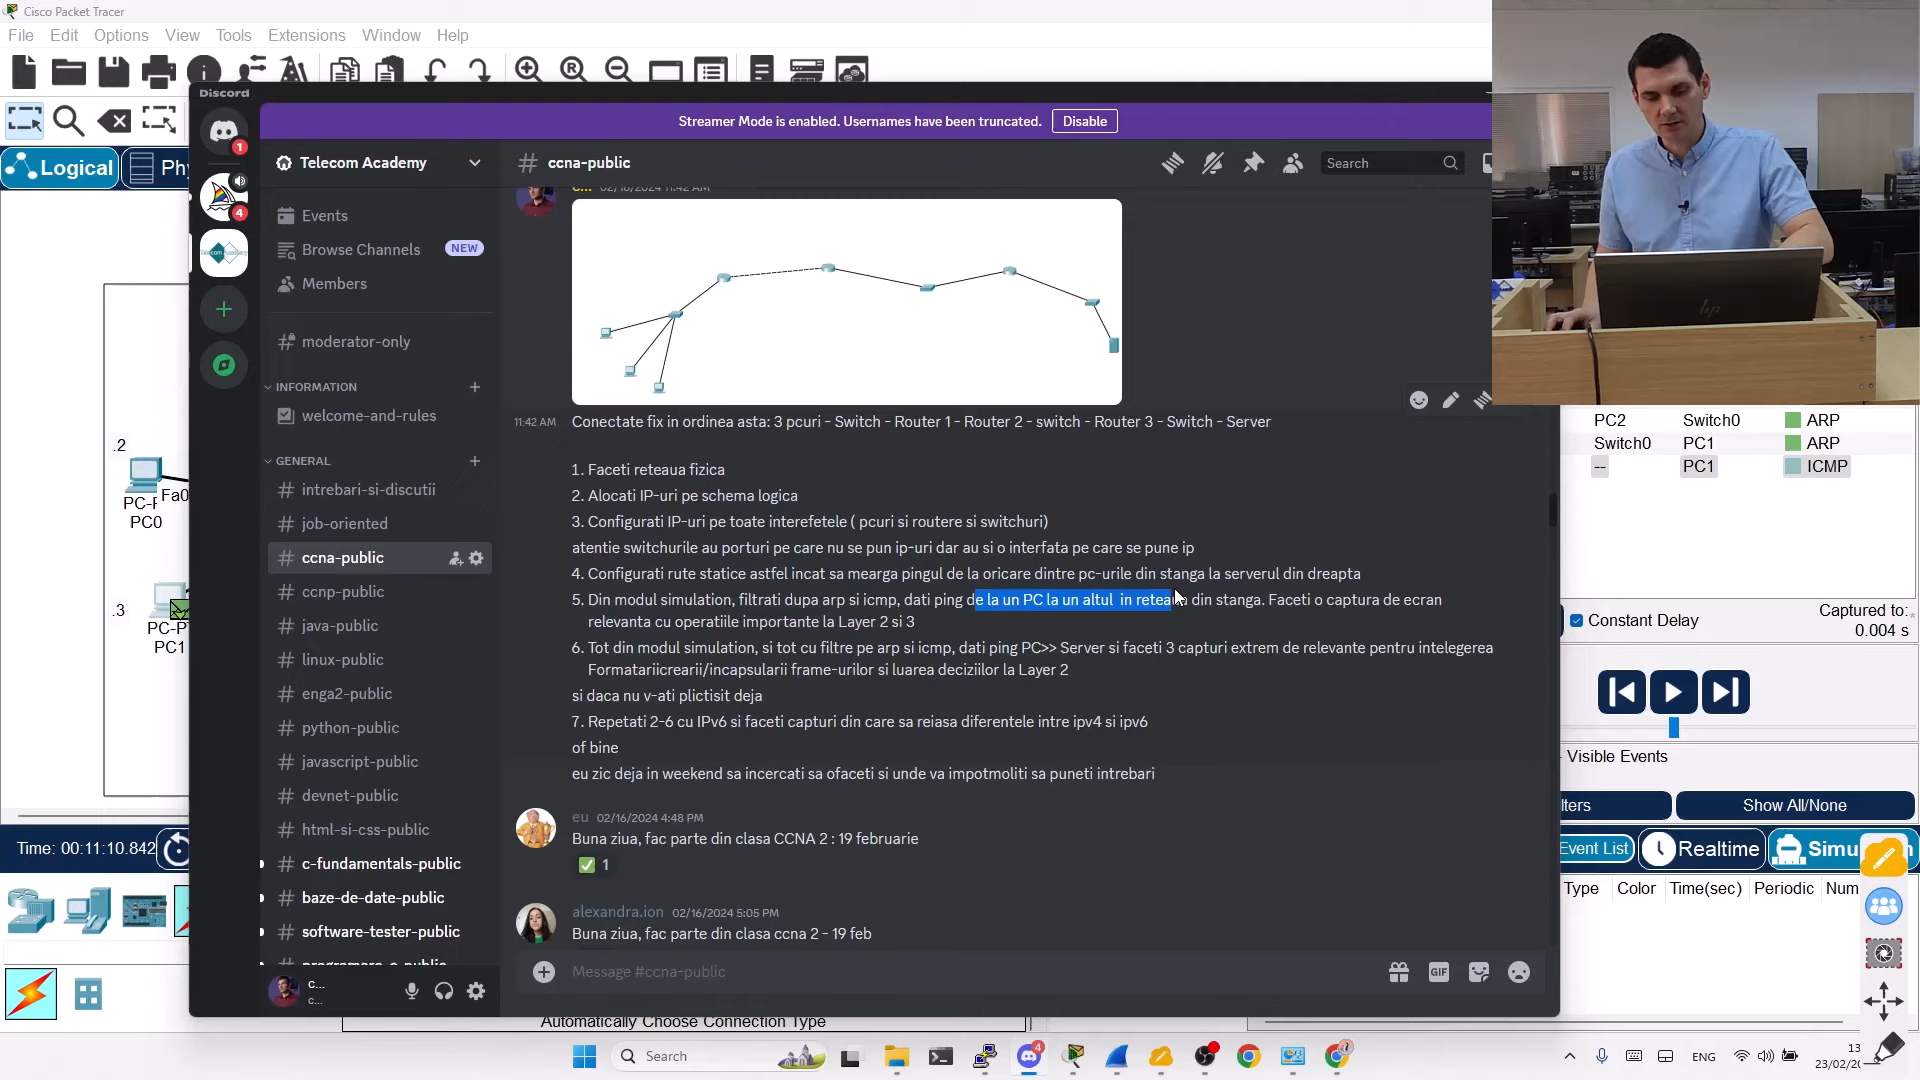 Cisco Packet Tracer
File Edit Options View Tools Extensions Window Help
Discord
Streamer Mode is enabled. Usernames have been truncated. Disable
Logical
Telecom Academy
# ccna-public
Search
1
4
Events
Browse Channels NEW
Members
moderator-only
INFORMATION
welcome-and-rules
GENERAL
intrebari-si-discutii
job-oriented
ccna-public
ccnp-public
java-public
linux-public
enga2-public
python-public
javascript-public
devnet-public
html-si-css-public
c-fundamentals-public
baze-de-date-public
software-tester-public
c...
c...
11:42 AM Conectate fix in ordinea asta: 3 pcuri - Switch - Router 1 - Router 2 - switch - Router 3 - Switch - Server
1. Faceti reteaua fizica
2. Alocati IP-uri pe schema logica
3. Configurati IP-uri pe toate interefetele ( pcuri si routere si switchuri)
atentie switchurile au porturi pe care nu se pun ip-uri dar au si o interfata pe care se pune ip
4. Configurati rute statice astfel incat sa mearga pingul de la oricare dintre pc-urile din stanga la serverul din dreapta
5. Din modul simulation, filtrati dupa arp si icmp, dati ping de la un PC la un altul in reteaua din stanga. Faceti o captura de ecran
relevanta cu operatiile importante la Layer 2 si 3
6. Tot din modul simulation, si tot cu filtre pe arp si icmp, dati ping PC>> Server si faceti 3 capturi extrem de relevante pentru intelegerea
Formatariicrearii/incapsularii frame-urilor si luarea deciziilor la Layer 2
si daca nu v-ati plictisit deja
7. Repetati 2-6 cu IPv6 si faceti capturi din care sa reiasa diferentele intre ipv4 si ipv6
of bine
eu zic deja in weekend sa incercati sa ofaceti si unde va impotmoliti sa puneti intrebari
eu 02/16/2024 4:48 PM
Buna ziua, fac parte din clasa CCNA 2 : 19 februarie
1
alexandra.ion 02/16/2024 5:05 PM
Buna ziua, fac parte din clasa ccna 2 - 19 feb
Message #ccna-public
GIF
.2
Fa0
PC0
.3
PC-PT
PC1
Time: 00:11:10.842
PC2 Switch0 ARP
Switch0 PC1 ARP
-- PC1 ICMP
Constant Delay
Captured to:
0.004 s
Visible Events
Show All/None
Event List Realtime
Type Color Time(sec) Periodic Num
Automatically Choose Connection Type
Search
4
ENG
hp